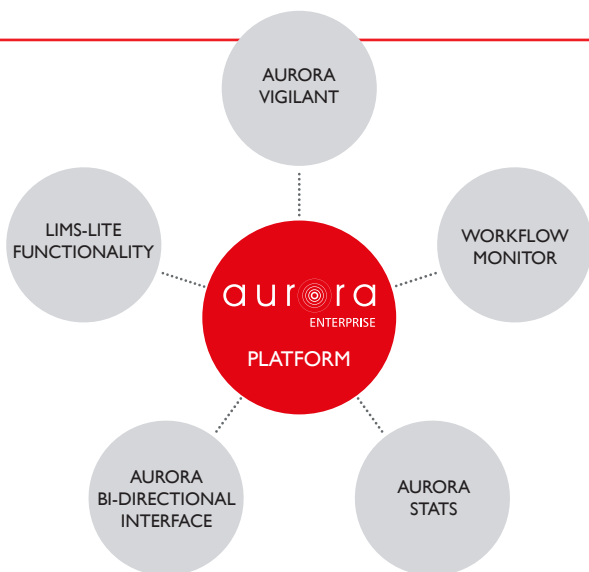 AURORA
VIGILANT
LIMS-LITE
FUNCTIONALITY
WORKFLOW
MONITOR
aurora
ENTERPRISE
PLATFORM
AURORA
BI-DIRECTIONAL
INTERFACE
AURORA
STATS